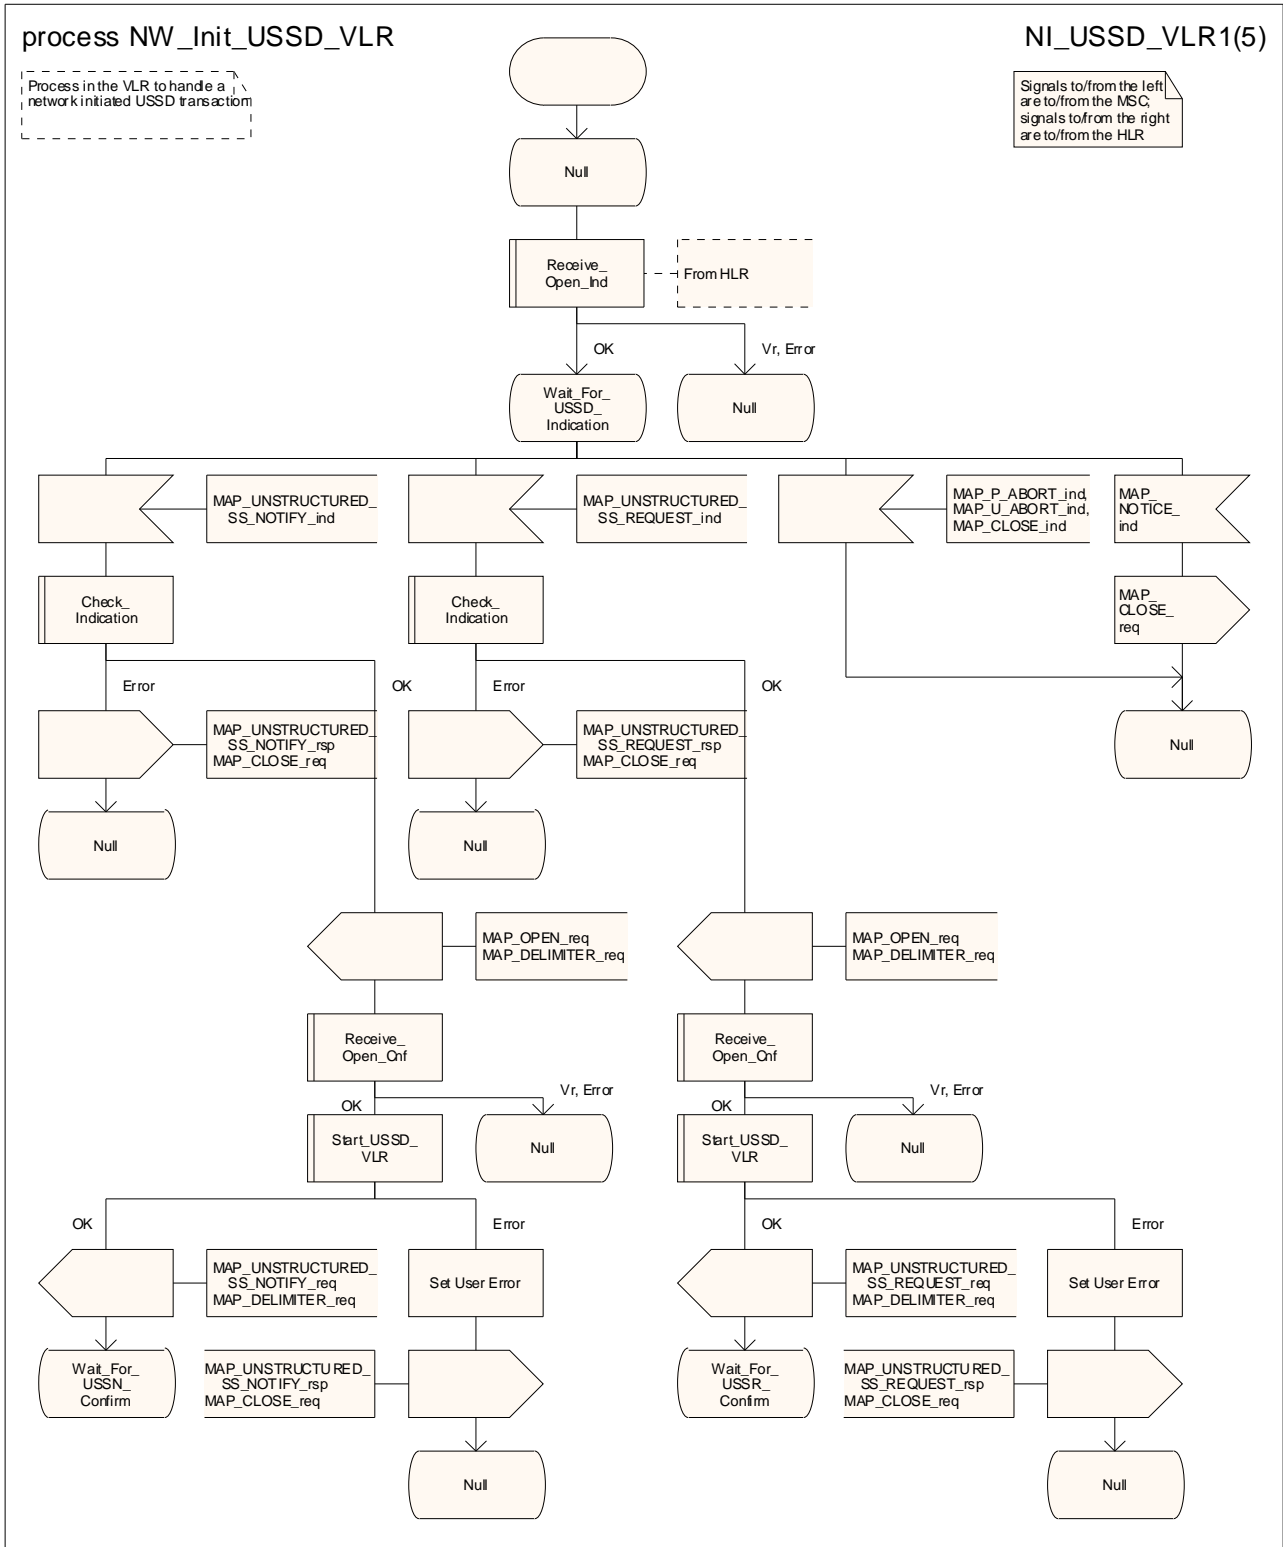 process NW_Init_USSD_VLR
NI_USSD_VLR1(5)
Process in the VLR to handle a
network initiated USSD transaction
Signals to/from the left
are to/from the MSC;
signals to/from the right
are to/from the HLR
Null
Receive_
Open_Ind
From HLR
OK
Vr, Error
Wait_For_
USSD_
Indication
Null
MAP_UNSTRUCTURED_
SS_NOTIFY_ind
MAP_UNSTRUCTURED_
SS_REQUEST_ind
MAP_P_ABORT_ind,
MAP_U_ABORT_ind,
MAP_CLOSE_ind
MAP_
NOTICE_
ind
Check_
Indication
Check_
Indication
MAP_
CLOSE_
req
Error
OK
Error
OK
MAP_UNSTRUCTURED_
SS_NOTIFY_rsp
MAP_CLOSE_req
MAP_UNSTRUCTURED_
SS_REQUEST_rsp
MAP_CLOSE_req
Null
Null
Null
MAP_OPEN_req
MAP_DELIMITER_req
MAP_OPEN_req
MAP_DELIMITER_req
Receive_
Open_Cnf
Receive_
Open_Cnf
OK
Vr, Error
OK
Vr, Error
Start_USSD_
VLR
Null
Start_USSD_
VLR
Null
OK
Error
OK
Error
MAP_UNSTRUCTURED_
SS_NOTIFY_req
MAP_DELIMITER_req
Set User Error
MAP_UNSTRUCTURED_
SS_REQUEST_req
MAP_DELIMITER_req
Set User Error
Wait_For_
USSN_
Confirm
MAP_UNSTRUCTURED_
SS_NOTIFY_rsp
MAP_CLOSE_req
Wait_For_
USSR_
Confirm
MAP_UNSTRUCTURED_
SS_REQUEST_rsp
MAP_CLOSE_req
Null
Null